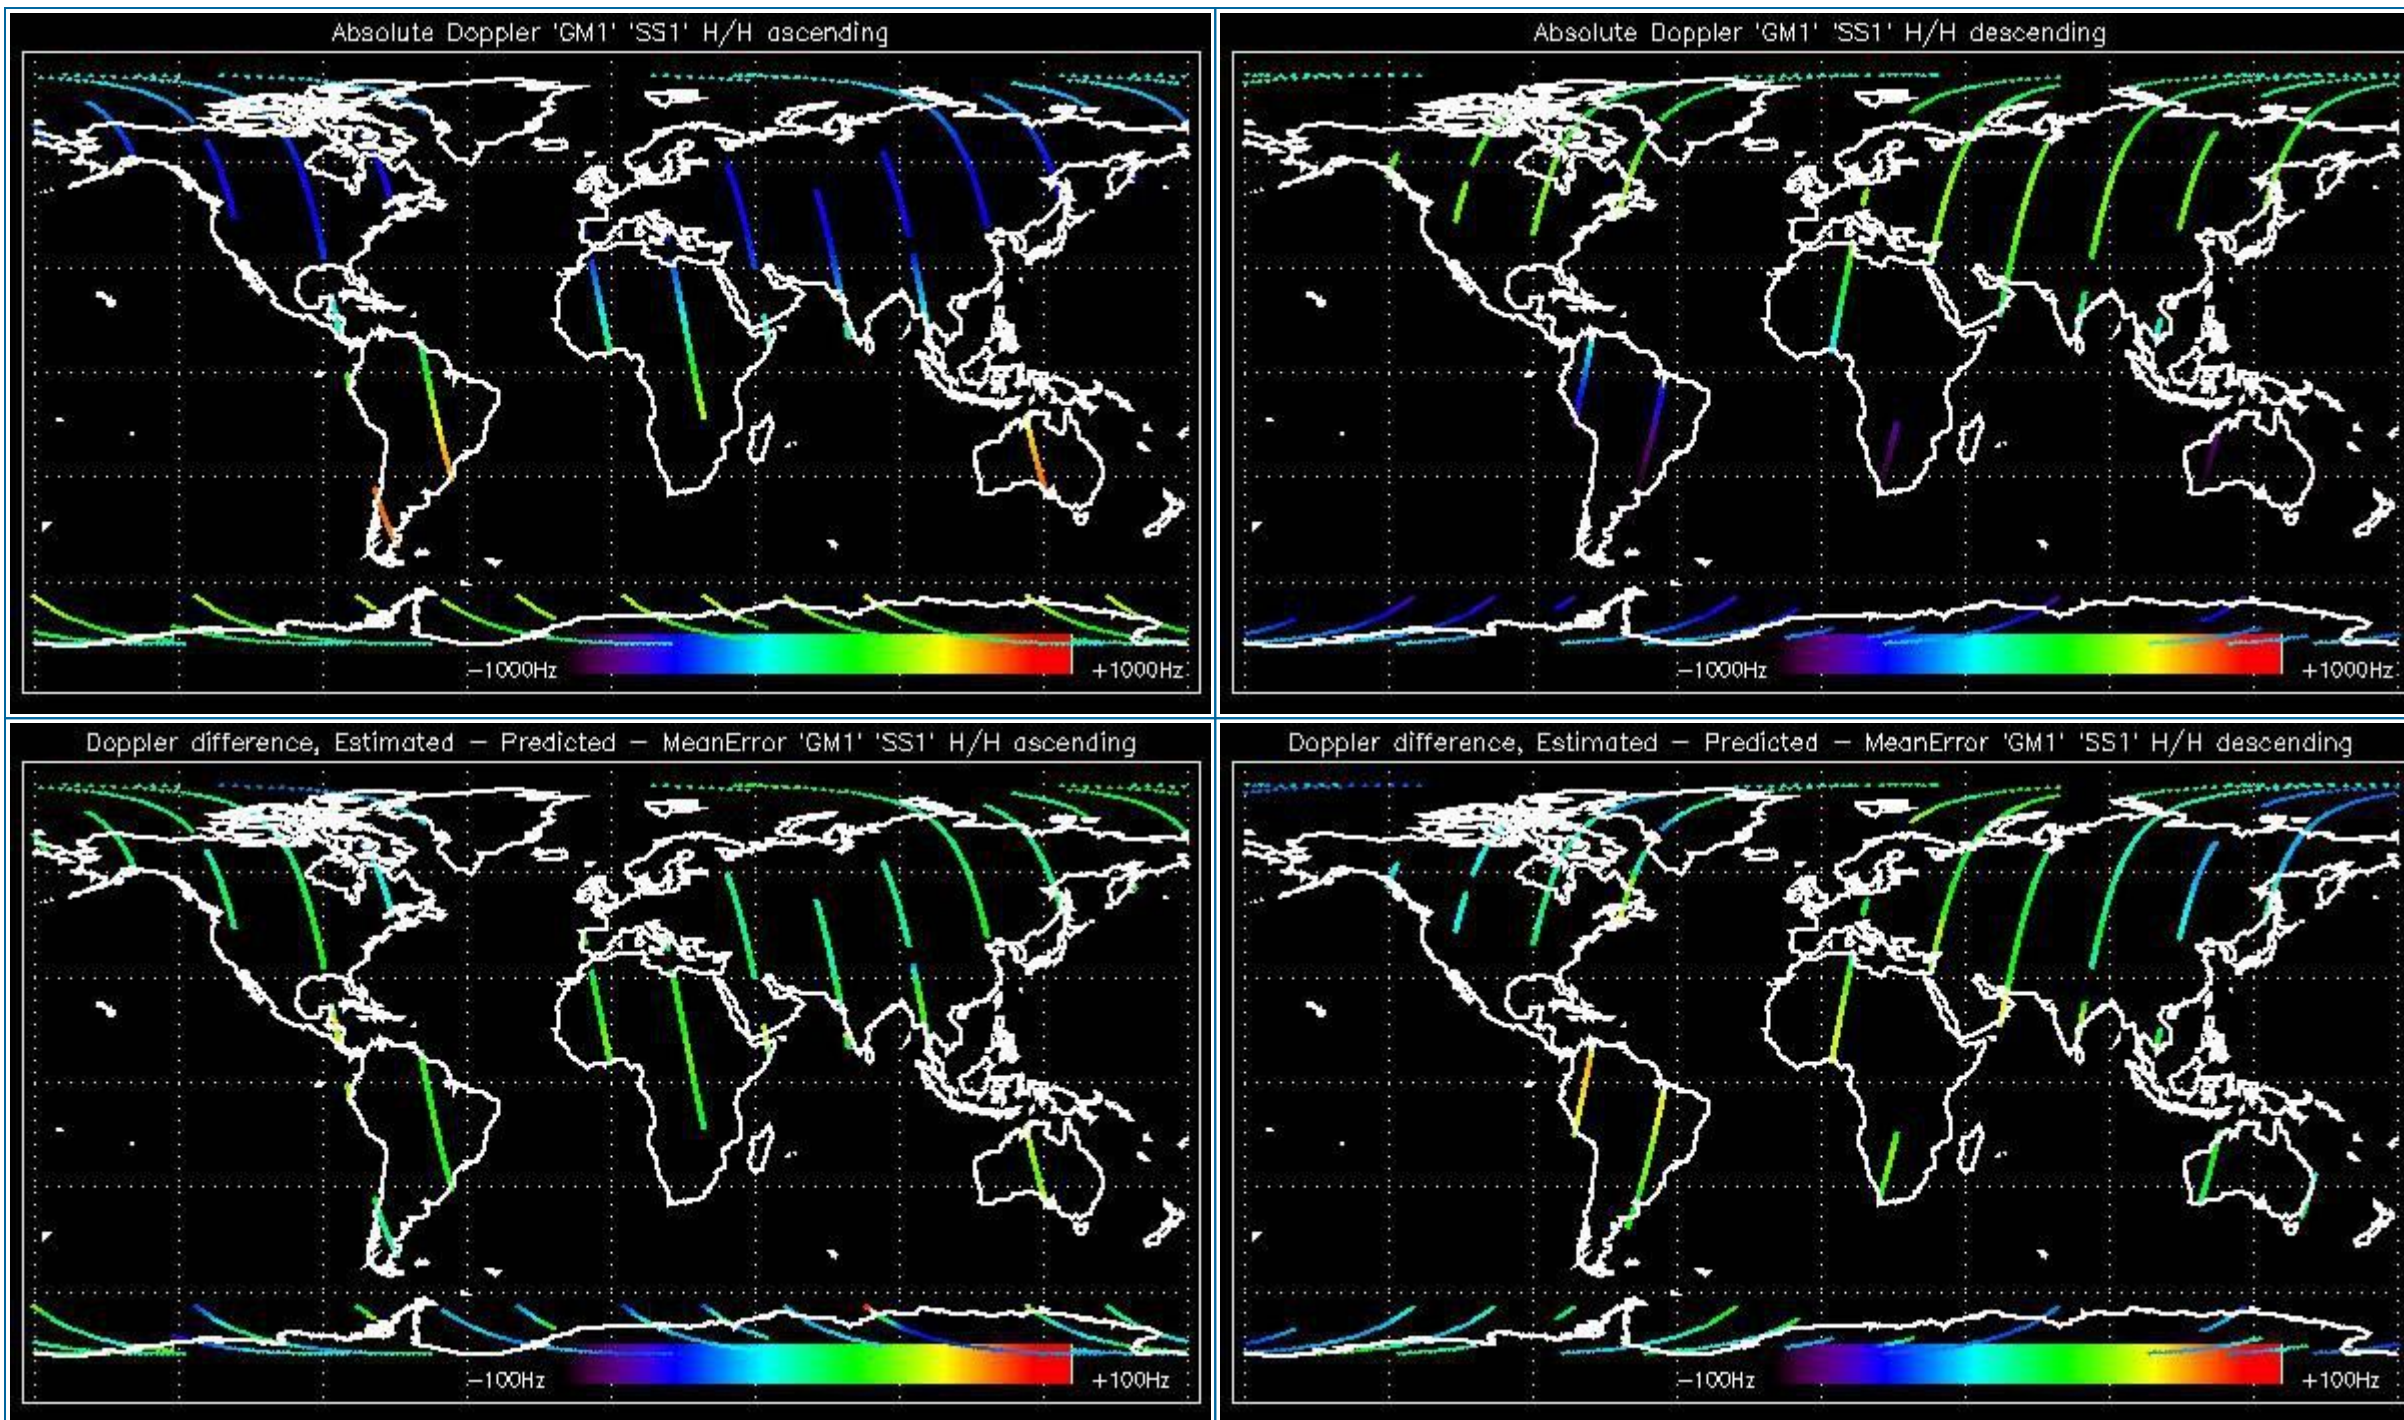 Absolute Doppler 'GM1' 'SS1' H/H ascending
−1000Hz
+1000Hz
Absolute Doppler 'GM1' 'SS1' H/H descending
−1000Hz
+1000Hz
Doppler difference, Estimated − Predicted − MeanError 'GM1' 'SS1' H/H ascending
−100Hz
+100Hz
Doppler difference, Estimated − Predicted − MeanError 'GM1' 'SS1' H/H descending
−100Hz
+100Hz